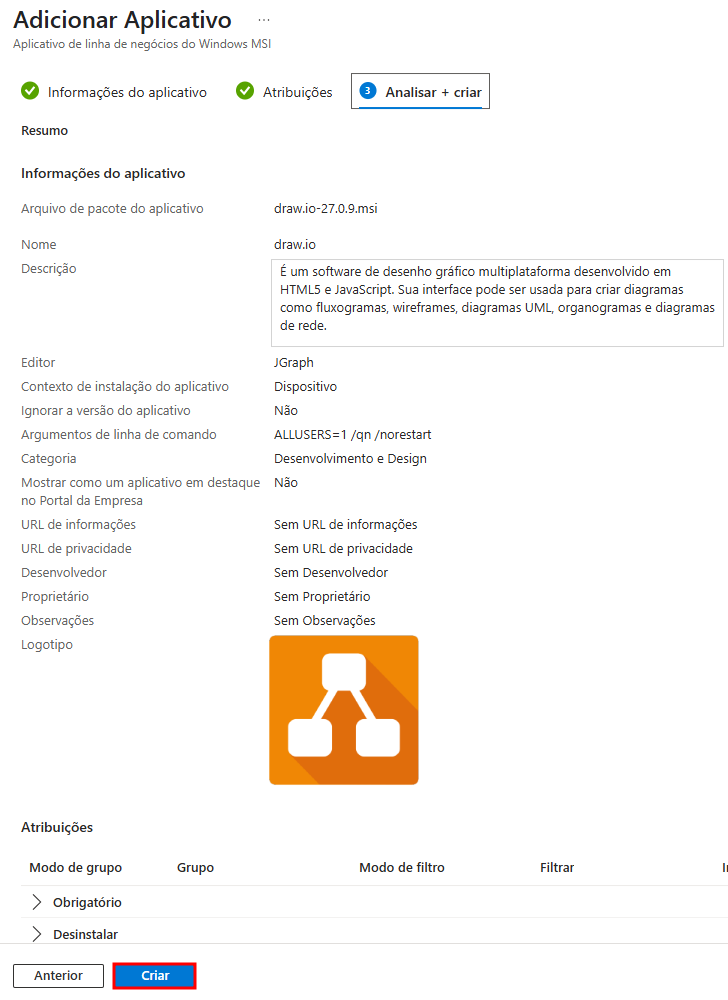 Adicionar Aplicativo ...
Aplicativo de linha de negócios do Windows MSI
Informações do aplicativo Atribuições 3 Analisar + criar
Resumo
Informações do aplicativo
Arquivo de pacote do aplicativo draw.io-27.0.9.msi
Nome draw.io
Descrição É um software de desenho gráfico multiplataforma desenvolvido em
HTML5 e JavaScript. Sua interface pode ser usada para criar diagramas
como fluxogramas, wireframes, diagramas UML, organogramas e diagramas
de rede.
Editor JGraph
Contexto de instalação do aplicativo Dispositivo
Ignorar a versão do aplicativo Não
Argumentos de linha de comando ALLUSERS=1 /qn /norestart
Categoria Desenvolvimento e Design
Mostrar como um aplicativo em destaque Não
no Portal da Empresa
URL de informações Sem URL de informações
URL de privacidade Sem URL de privacidade
Desenvolvedor Sem Desenvolvedor
Proprietário Sem Proprietário
Observações Sem Observações
Logotipo
Atribuições
Modo de grupo Grupo Modo de filtro Filtrar
Obrigatório
Desinstalar
Anterior Criar